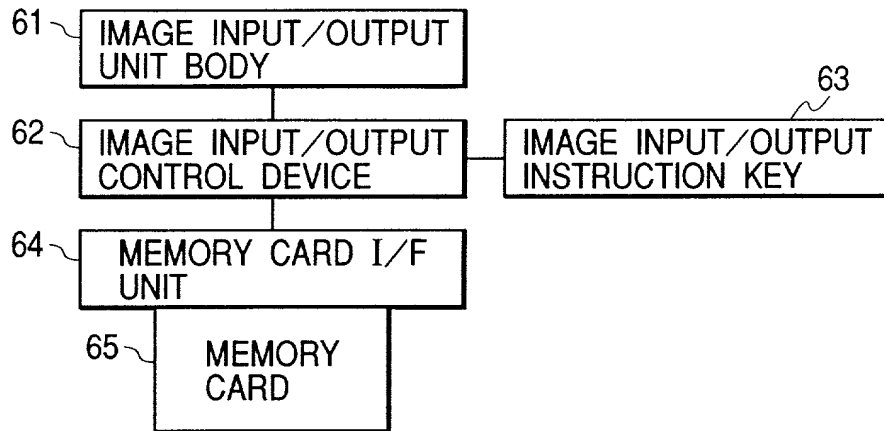 61
IMAGE INPUT/OUTPUT
UNIT BODY
62
IMAGE INPUT/OUTPUT
CONTROL DEVICE
63
IMAGE INPUT/OUTPUT
INSTRUCTION KEY
64
MEMORY CARD I/F
UNIT
65
MEMORY
CARD